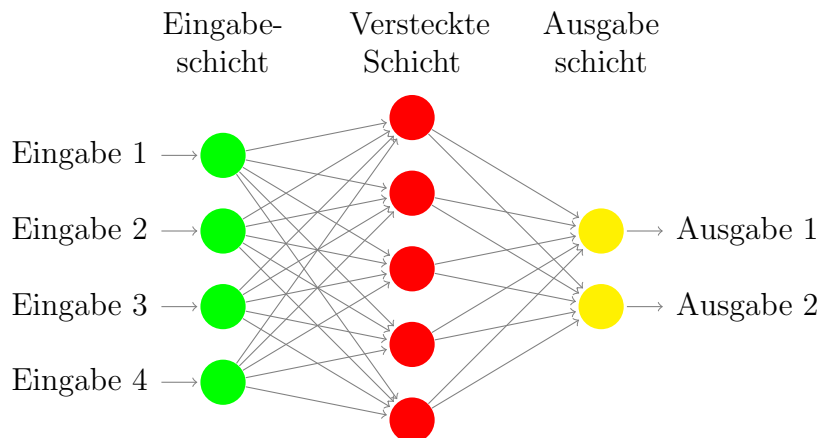 Eingabe-
schicht
Versteckte
Schicht
Ausgabe
schicht
Eingabe 1
Eingabe 2
Eingabe 3
Eingabe 4
Ausgabe 1
Ausgabe 2